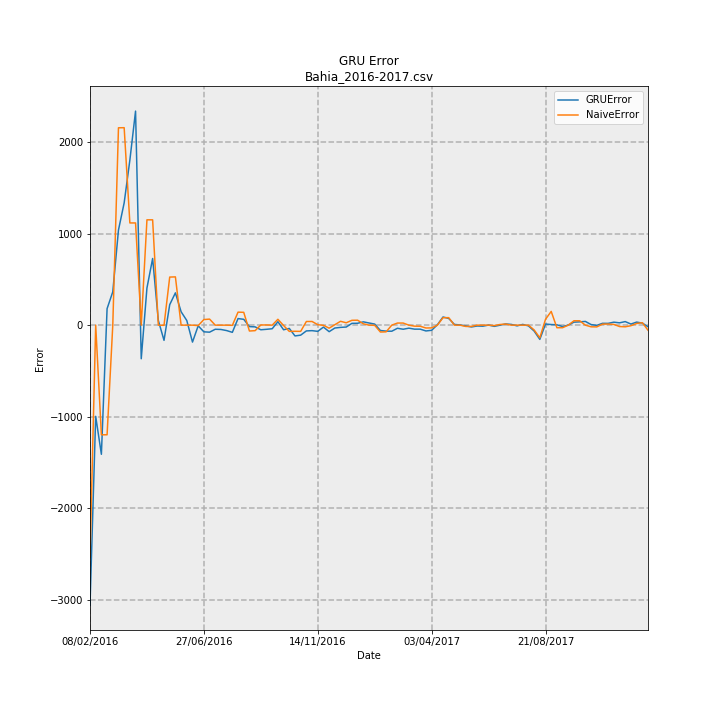 GRU Error
Bahia_2016-2017.csv
GRUError
NaiveError
2000
1000
0
−1000
−2000
−3000
Error
08/02/2016 27/06/2016 14/11/2016 03/04/2017 21/08/2017
Date